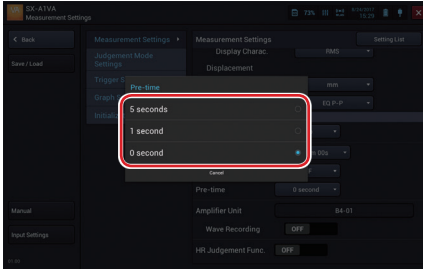 SX-A1VA
Measurement Settings
73%
15:29
Back
Measurement Settings
Measurement Settings
Setting List
Display Charac.
RMS
Save / Load
Judgement Mode
Settings
Displacement
Trigger S
Pre-time
mm
Graph S
EQ P-P
Initializ
5 seconds
1 second
0 second
m 00s
Cancel
F
Pre-time
0 second
Manual
Amplifier Unit
B4-01
Wave Recording
OFF
Input Settings
HR Judgement Func.
OFF